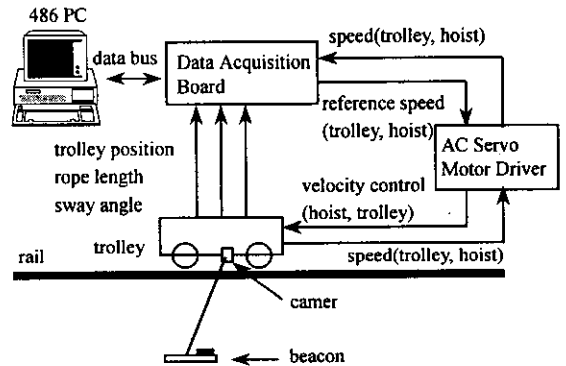 486 PC
data bus
Data Acquisition
Board
speed(trolley, hoist)
reference speed
(trolley, hoist)
AC Servo
Motor Driver
trolley position
rope length
sway angle
velocity control
(hoist, trolley)
trolley
rail
speed(trolley, hoist)
camer
beacon